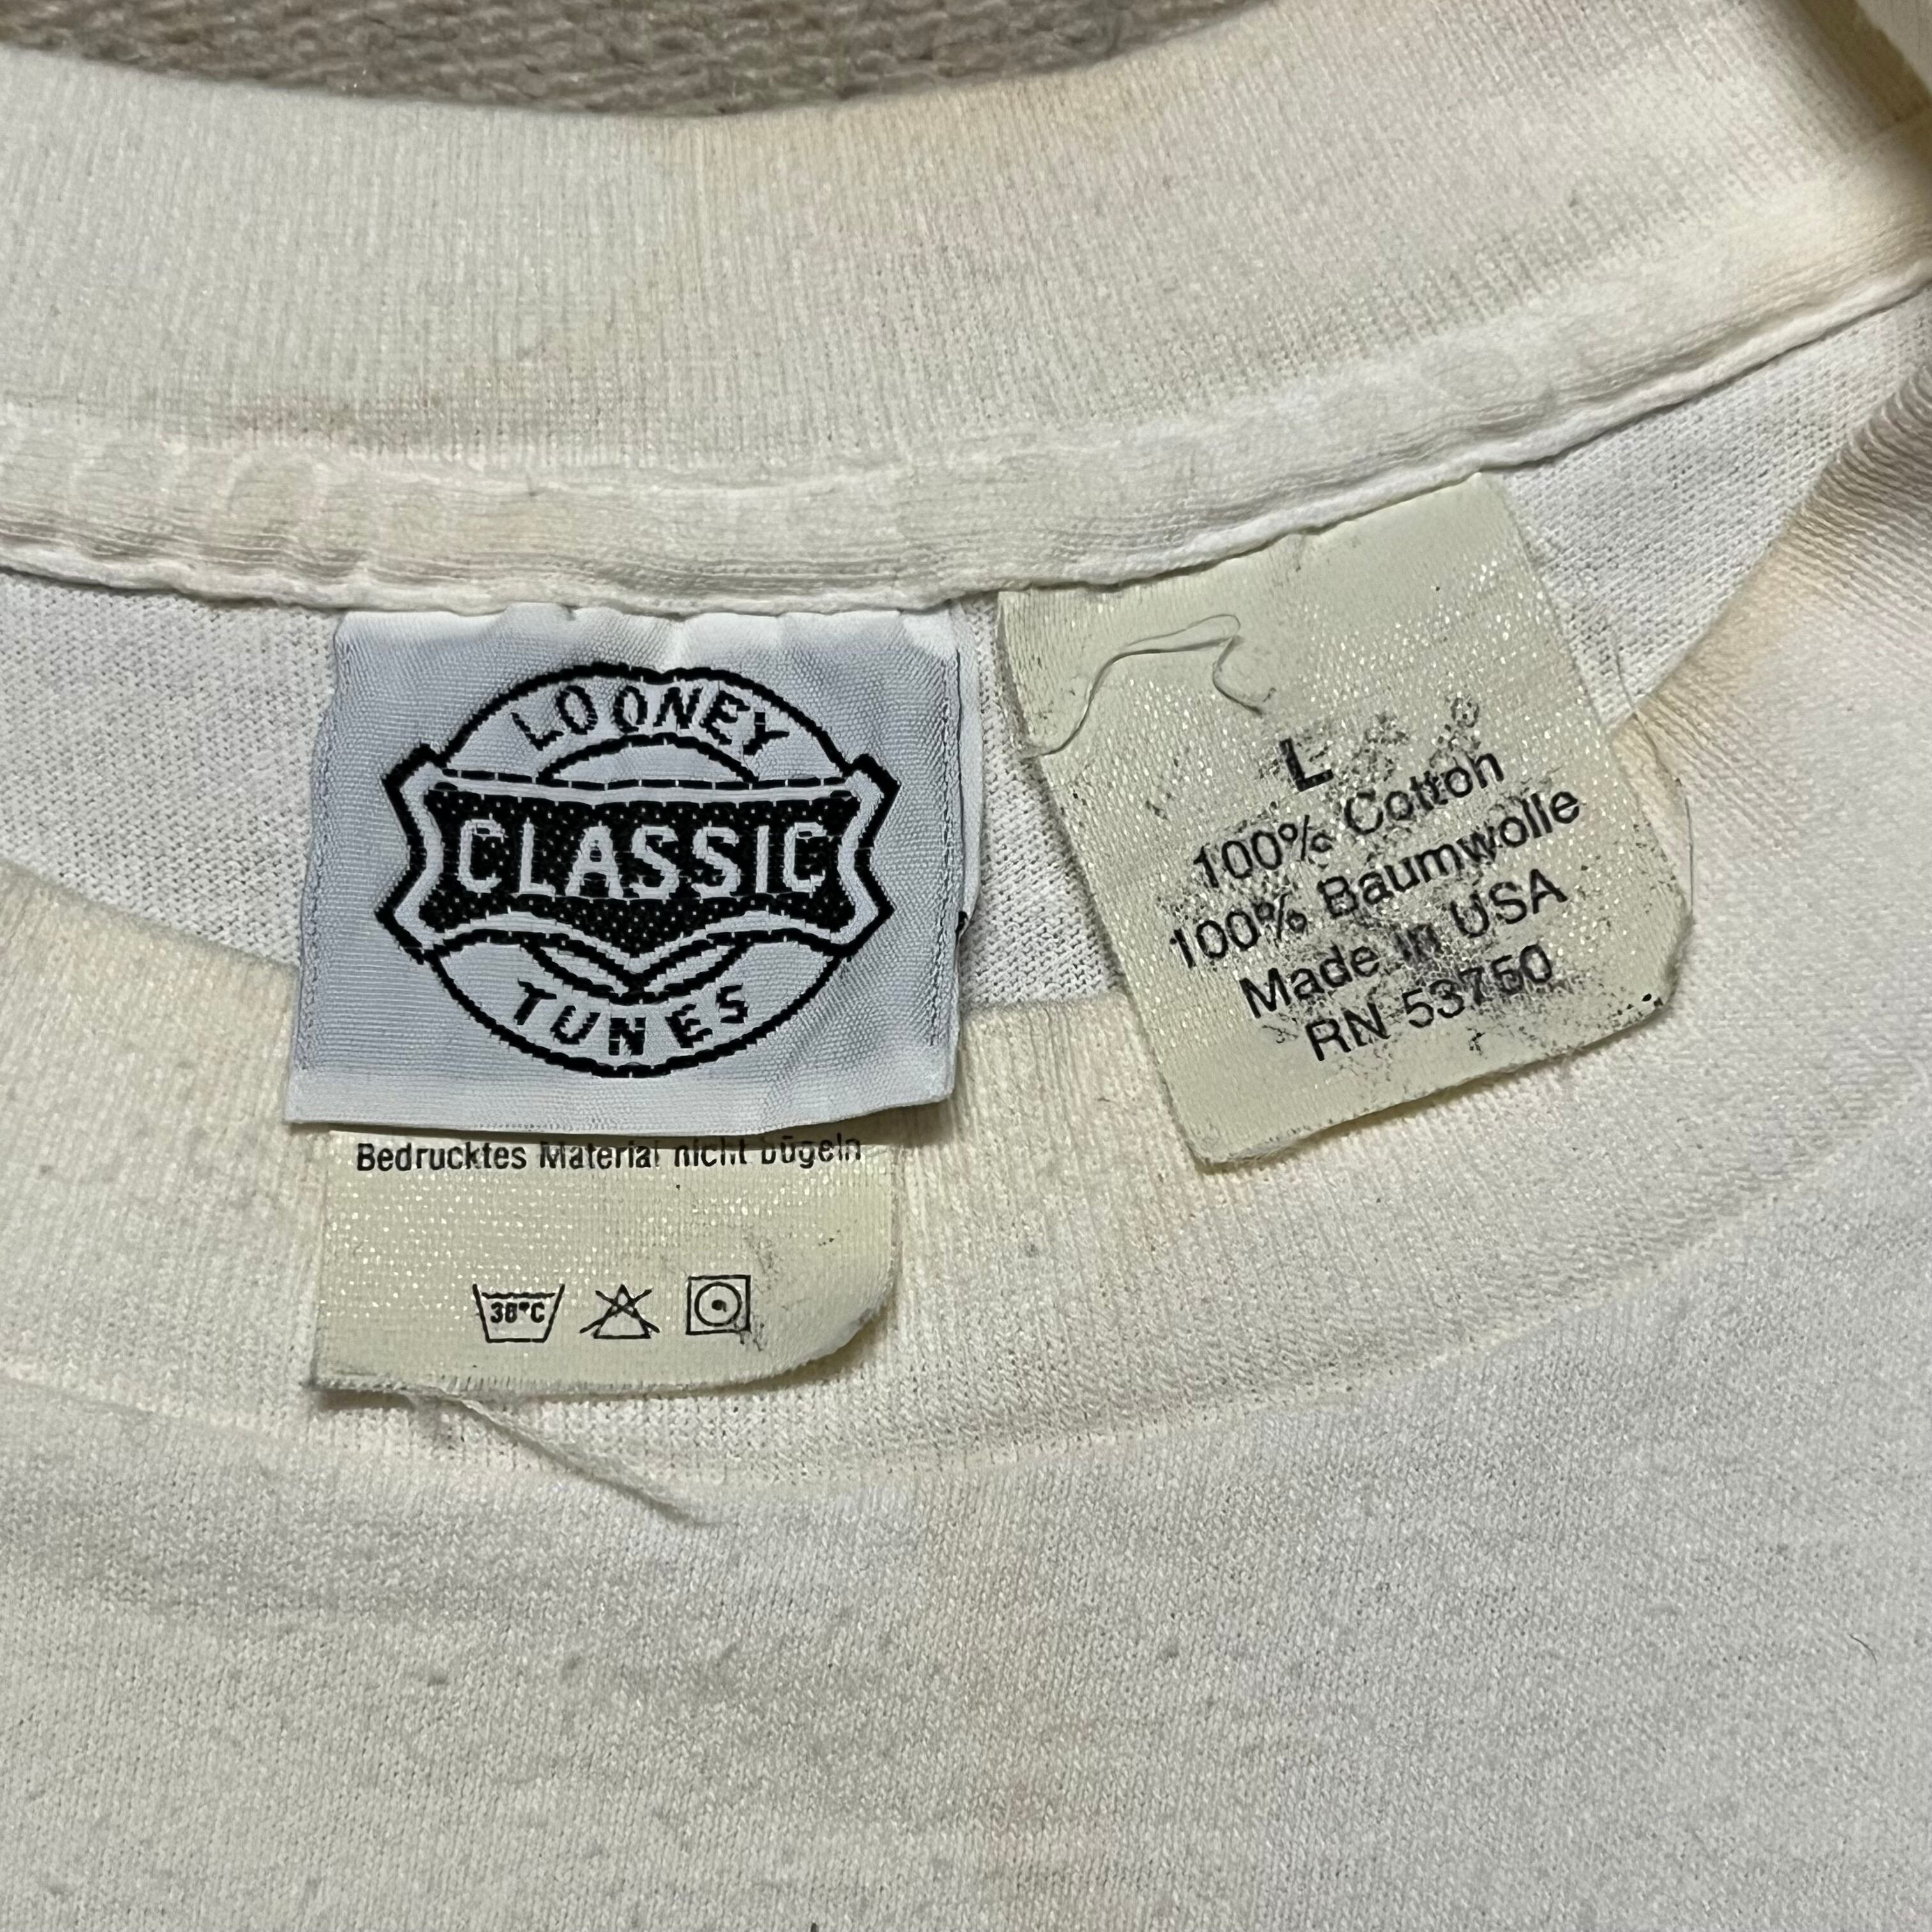 LOONEY
CLASSIC
TUNES
Bedrucktes Material nicht bügeln
30°C
L
100% Cotton
100% Baumwolle
Made in USA
RN 53750